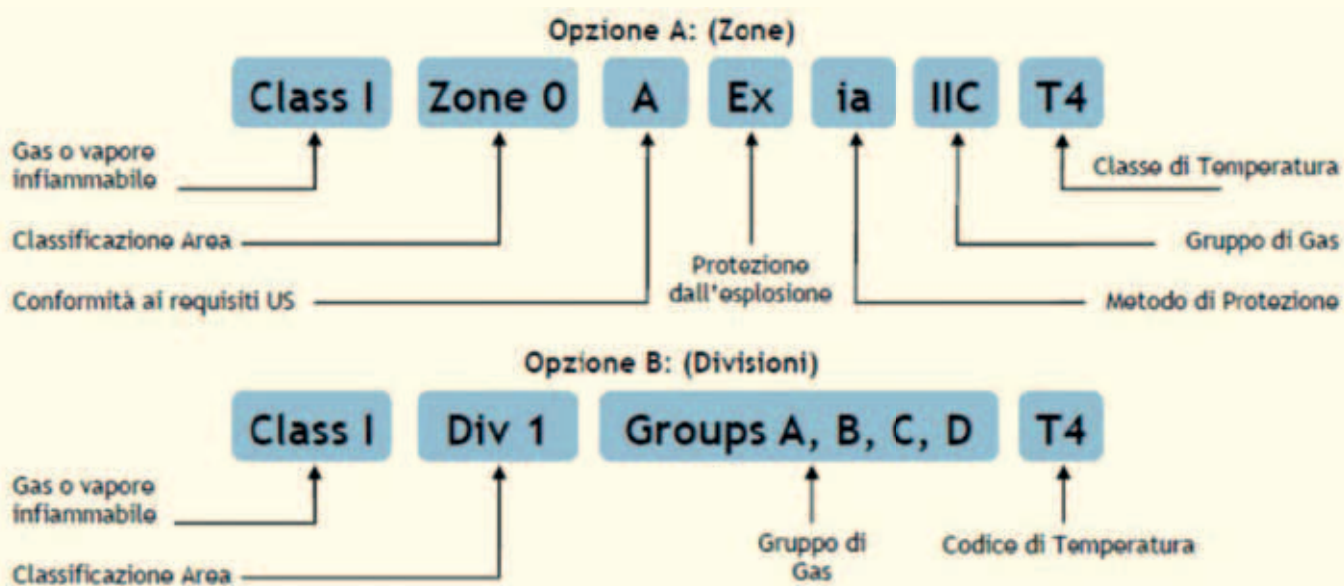 Opzione A: (Zone)
Class I Zone 0 A Ex ia IIC T4
Gas o vapore
infiammabile
Classe di Temperatura
Classificazione Area
Gruppo di Gas
Protezione
dall'esplosione
Conformità ai requisiti US
Metodo di Protezione
Opzione B: (Divisioni)
Class I Div 1 Groups A, B, C, D T4
Gas o vapore
infiammabile
Gruppo di
Gas
Codice di Temperatura
Classificazione Area